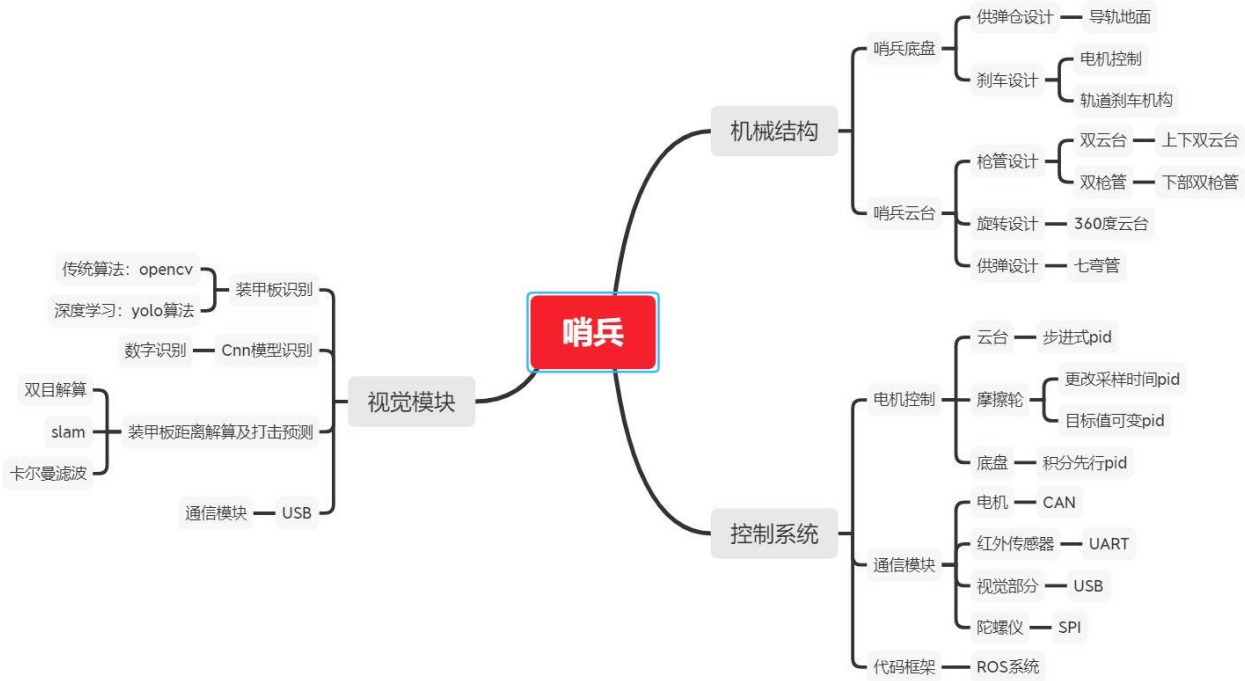 哨兵
机械结构
哨兵底盘
供弹仓设计
导轨地面
刹车设计
电机控制
轨道刹车机构
哨兵云台
枪管设计
双云台
上下双云台
双枪管
下部双枪管
旋转设计
360度云台
供弹设计
七弯管
控制系统
电机控制
云台
步进式pid
摩擦轮
更改采样时间pid
目标值可变pid
底盘
积分先行pid
通信模块
电机
CAN
红外传感器
UART
视觉部分
USB
陀螺仪
SPI
代码框架
ROS系统
视觉模块
装甲板识别
传统算法：opencv
深度学习：yolo算法
Cnn模型识别
数字识别
装甲板距离解算及打击预测
双目解算
slam
卡尔曼滤波
USB
通信模块